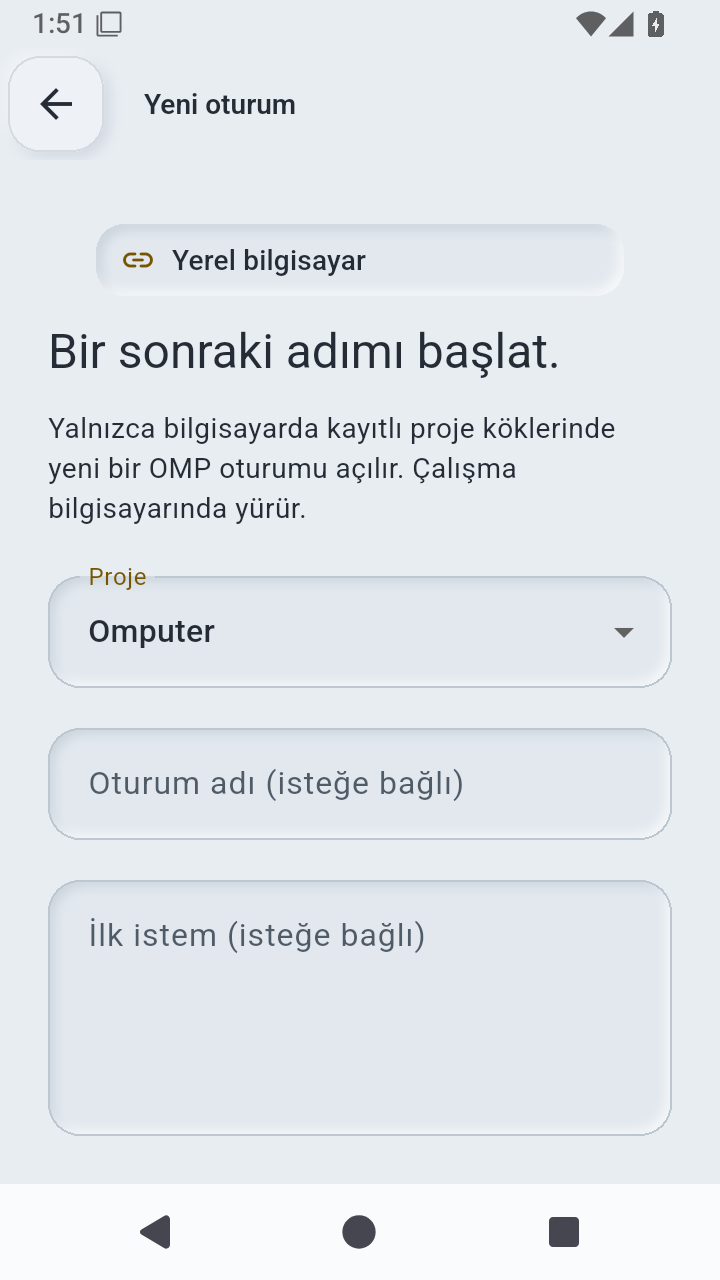 1:51
Yeni oturum
Yerel bilgisayar
Bir sonraki adımı başlat.
Yalnızca bilgisayarda kayıtlı proje köklerinde
yeni bir OMP oturumu açılır. Çalışma
bilgisayarında yürür.
Proje
Omputer
Oturum adı (isteğe bağlı)
İlk istem (isteğe bağlı)